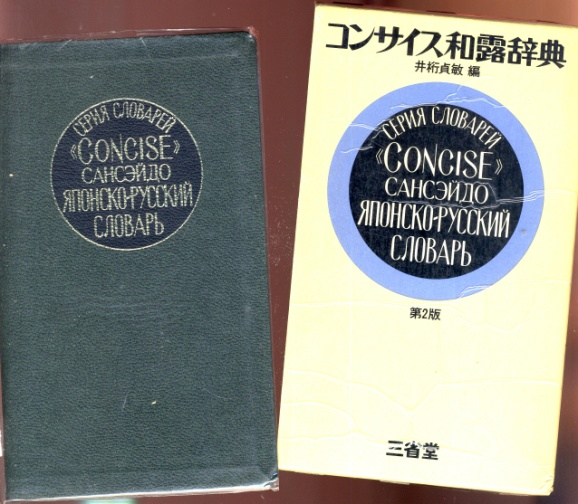 СЕРИЯ СЛОВАРЕЙ
《CONCISE》
САНСЭЙДО
ЯПОНСКО-РУССКИЙ
СЛОВАРЬ
コンサイス和露辞典
井桁貞敏 編
СЕРИЯ СЛОВАРЕЙ
《CONCISE》
САНСЭЙДО
ЯПОНСКО-РУССКИЙ
СЛОВАРЬ
第2版
三省堂